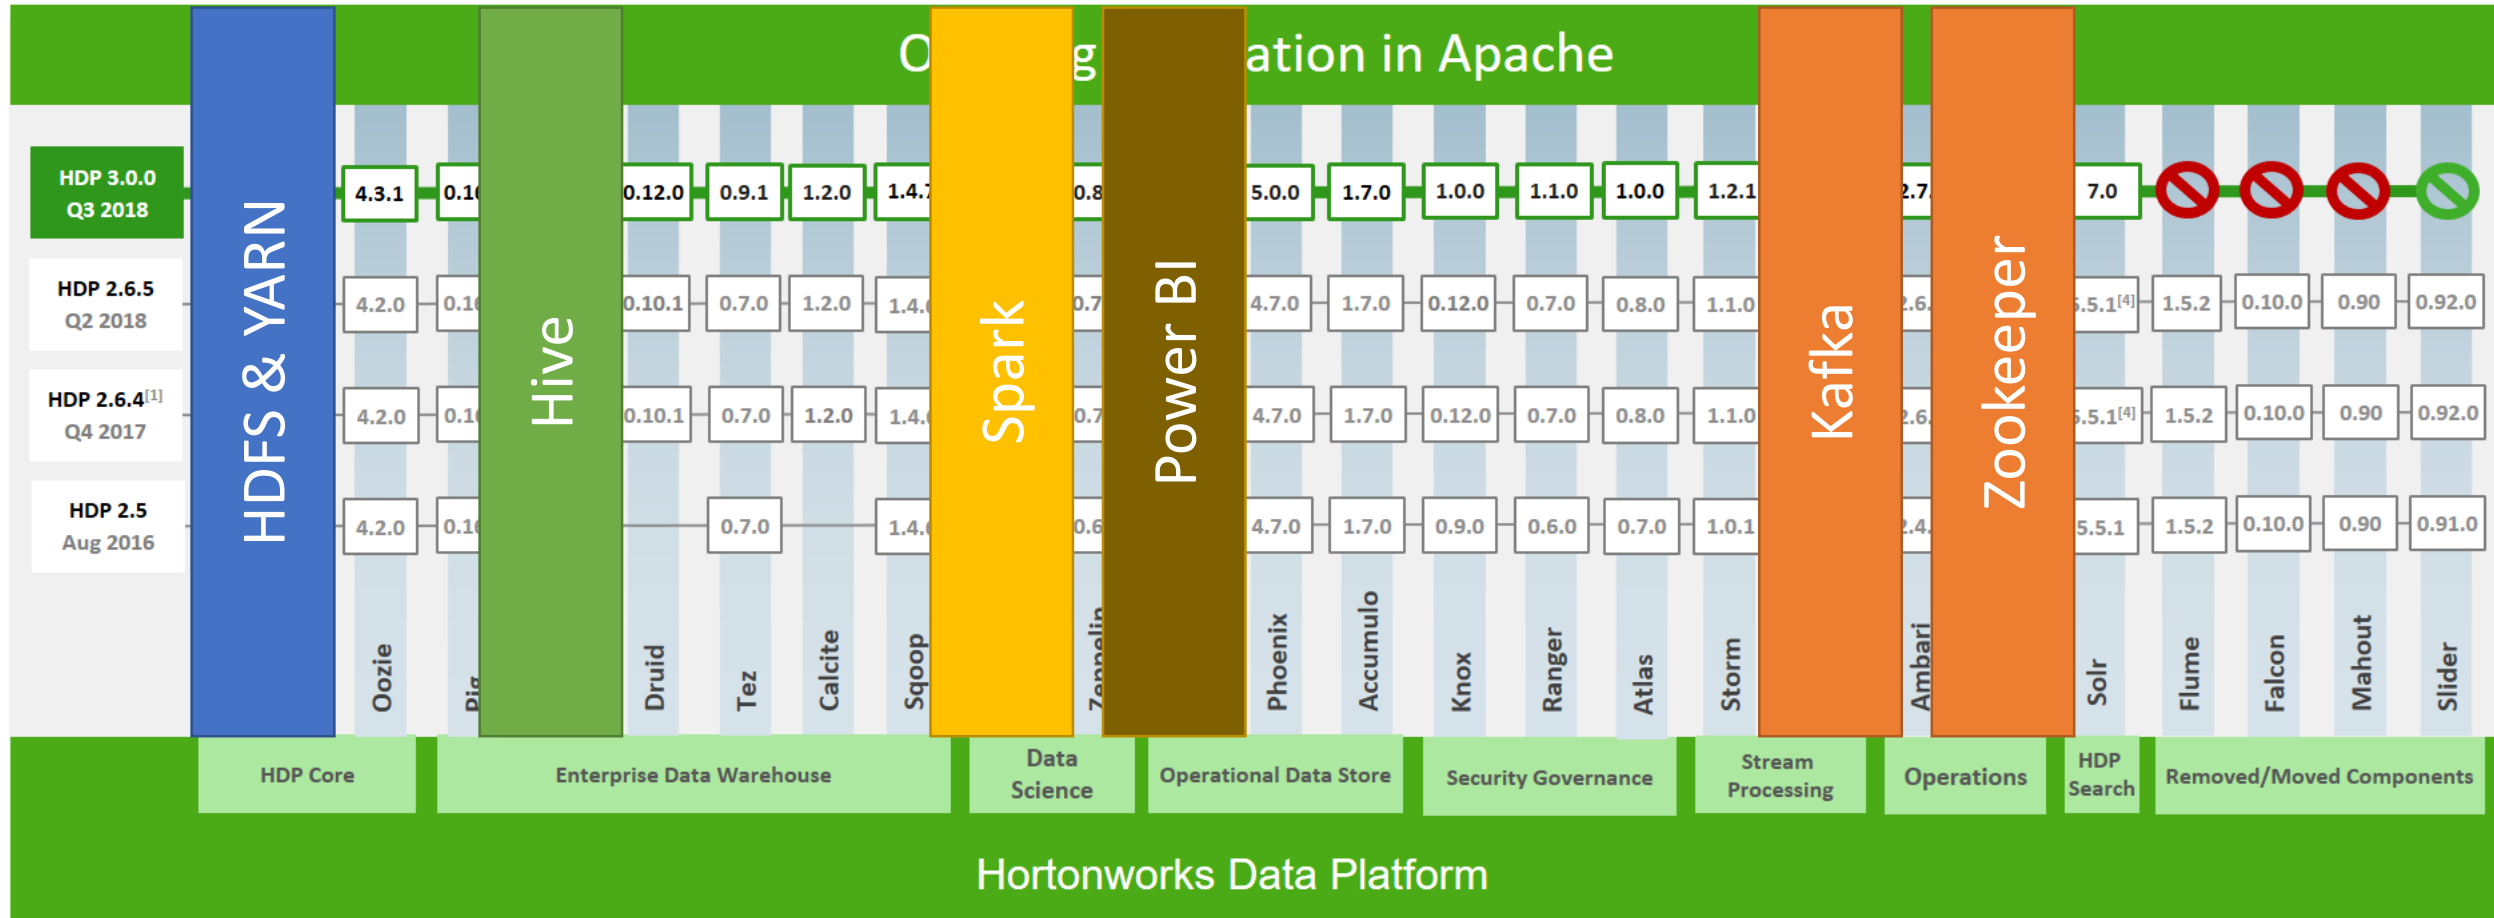 ation in Apache
HDP 3.0.0
Q3 2018
4.3.1
0.12.0
0.9.1
1.2.0
5.0.0
1.7.0
1.0.0
1.1.0
1.0.0
1.2.1
7.0
HDP 2.6.5
Q2 2018
4.2.0
0.10.1
0.7.0
1.2.0
4.7.0
1.7.0
0.12.0
0.7.0
0.8.0
1.1.0
5.5.1[4]
1.5.2
0.10.0
0.90
0.92.0
HDP 2.6.4[1]
Q4 2017
4.2.0
0.10.1
0.7.0
1.2.0
4.7.0
1.7.0
0.12.0
0.7.0
0.8.0
1.1.0
5.5.1[4]
1.5.2
0.10.0
0.90
0.92.0
HDP 2.5
Aug 2016
4.2.0
0.7.0
4.7.0
1.7.0
0.9.0
0.6.0
0.7.0
1.0.1
5.5.1
1.5.2
0.10.0
0.90
0.91.0
HDFS & YARN
Hive
Spark
Power BI
Kafka
Zookeeper
Oozie
Pig
Druid
Tez
Calcite
Sqoop
Zeppelin
Phoenix
Accumulo
Knox
Ranger
Atlas
Storm
Ambari
Solr
Flume
Falcon
Mahout
Slider
HDP Core
Enterprise Data Warehouse
Data
Science
Operational Data Store
Security Governance
Stream
Processing
Operations
HDP
Search
Removed/Moved Components
Hortonworks Data Platform